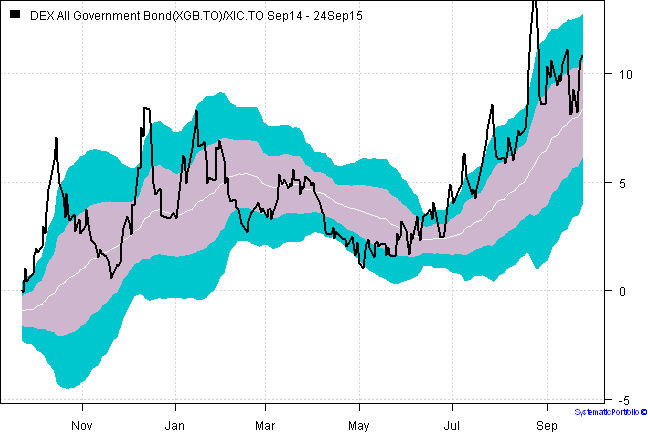 DEX All Government Bond(XGB.TO)/XIC.TO Sep14 - 24Sep15
10
5
0
-5
Nov Jan Mar May Jul Sep
SystematicPortfolio ©